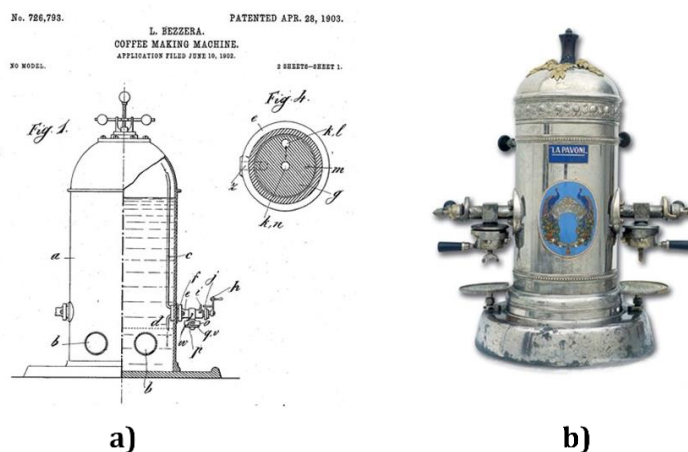 No. 726,793.
PATENTED APR. 28, 1903.
L. BEZZERA.
COFFEE MAKING MACHINE.
APPLICATION FILED JUNE 10, 1902.
NO MODEL.
2 SHEETS—SHEET 1.
Fig. 1.
Fig. 4.
e
k,l
m
z
g
k,n
a
c
f
e
i
j
h
d
o
w
q,v
p
b
b
LA PAVONI
a)
b)